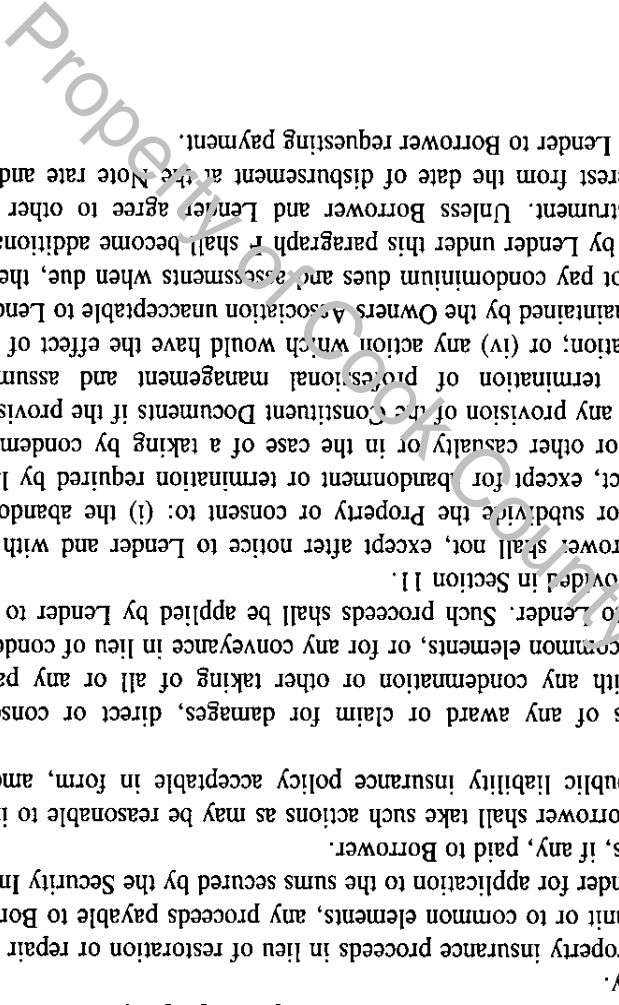 y.
roperty insurance proceeds in lieu of restoration or repair
nit or to common elements, any proceeds payable to Bor
nder for application to the sums secured by the Security In
s, if any, paid to Borrower.
orrower shall take such actions as may be reasonable to i
public liability insurance policy acceptable in form, amo
s of any award or claim for damages, direct or conse
ith any condemnation or other taking of all or any pa
common elements, or for any conveyance in lieu of conde
to Lender. Such proceeds shall be applied by Lender to
ovided in Section 11.
rower shall not, except after notice to Lender and with
or subdivide the Property or consent to: (i) the abando
ct, except for abandonment or termination required by l
or other casualty or in the case of a taking by condem
any provision of the Constituent Documents if the provis
termination of professional management and assum
ation; or (iv) any action which would have the effect of
maintained by the Owners Association unacceptable to Lend
ot pay condominium dues and assessments when due, the
by Lender under this paragraph F shall become additiona
trument. Unless Borrower and Lender agree to other
erest from the date of disbursement at the Note rate and
Lender to Borrower requesting payment.
Property of Cook County